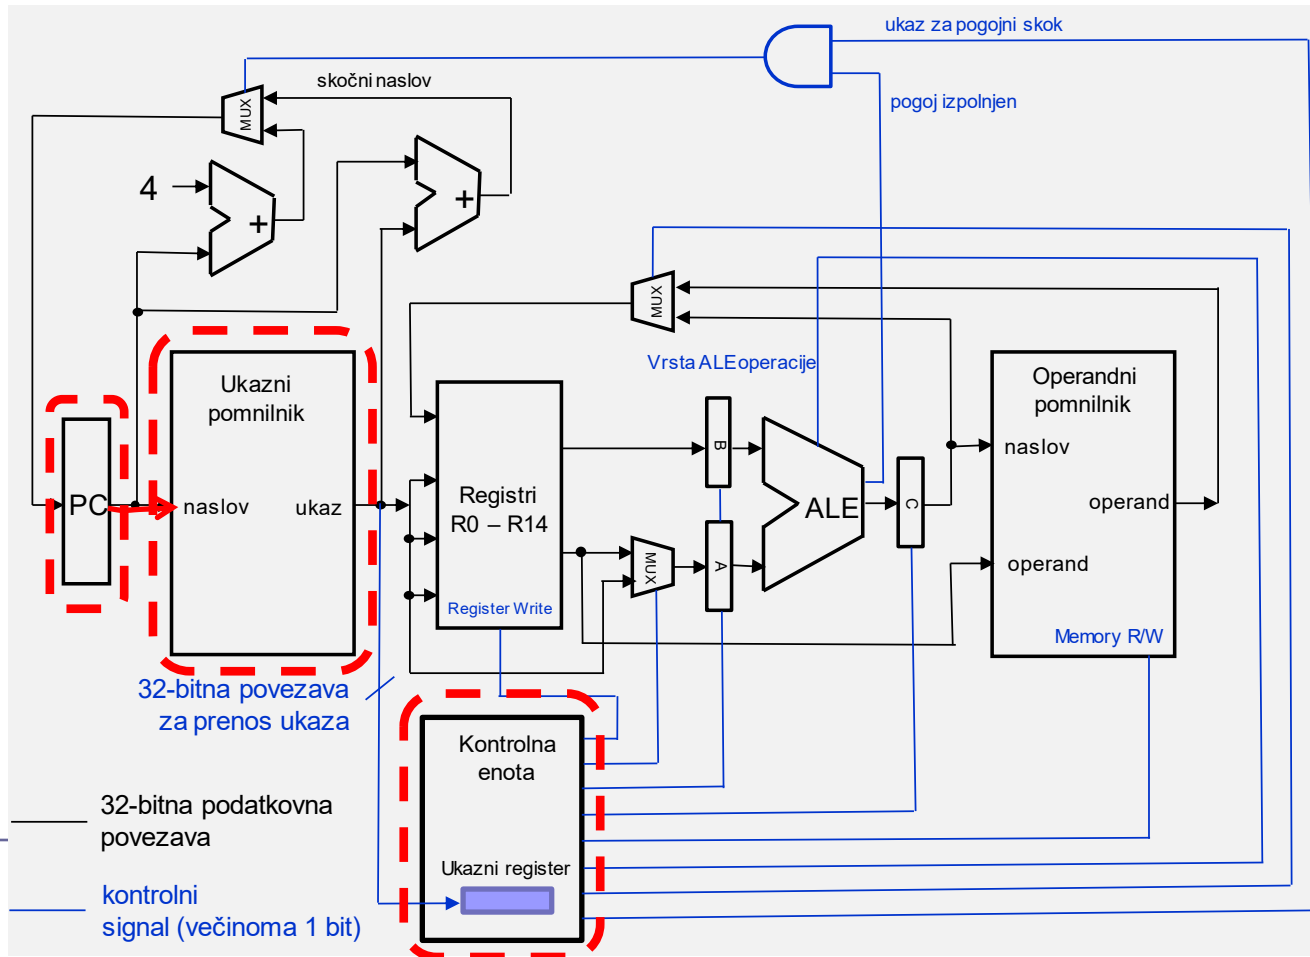 ukaz za pogojni skok
skočni naslov
MUX
pogoj izpolnjen
4
+
+
MUX
Vrsta ALE operacije
Ukazni
pomnilnik
Operandni
pomnilnik
naslov
PC
naslov
ukaz
Registri
R0 – R14
Register Write
B
A
MUX
ALE
C
operand
operand
Memory R/W
32-bitna povezava
za prenos ukaza
Kontrolna
enota
Ukazni register
32-bitna podatkovna
povezava
kontrolni
signal (večinoma 1 bit)